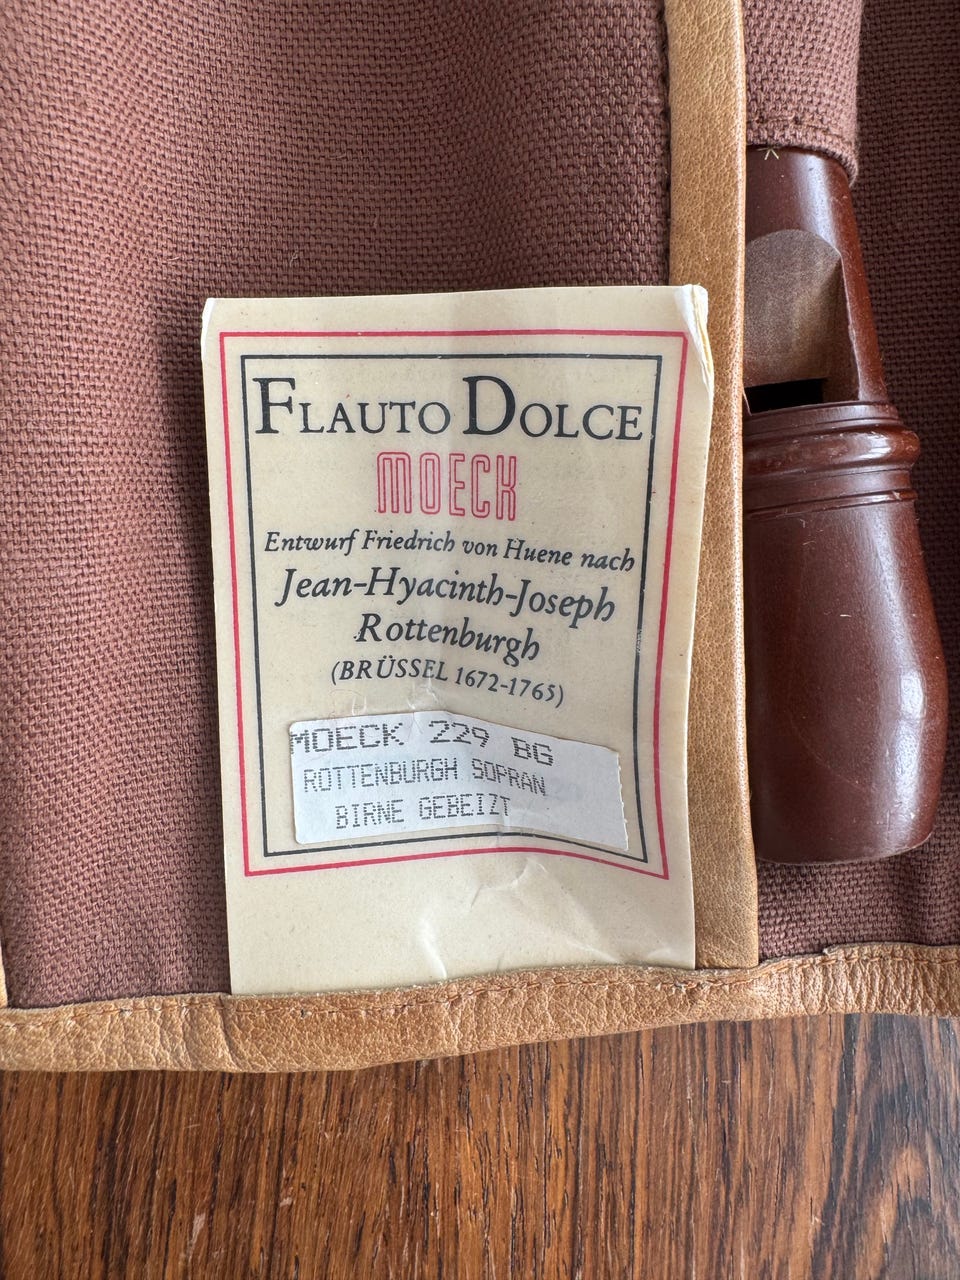 FLAUTO DOLCE
MOECK
Entwurf Friedrich von Huene nach
Jean-Hyacinth-Joseph
Rottenburgh
(BRÜSSEL 1672-1765)
MOECK 229 BG
ROTTENBURGH SOPRAN
BIRNE GEBEIZT